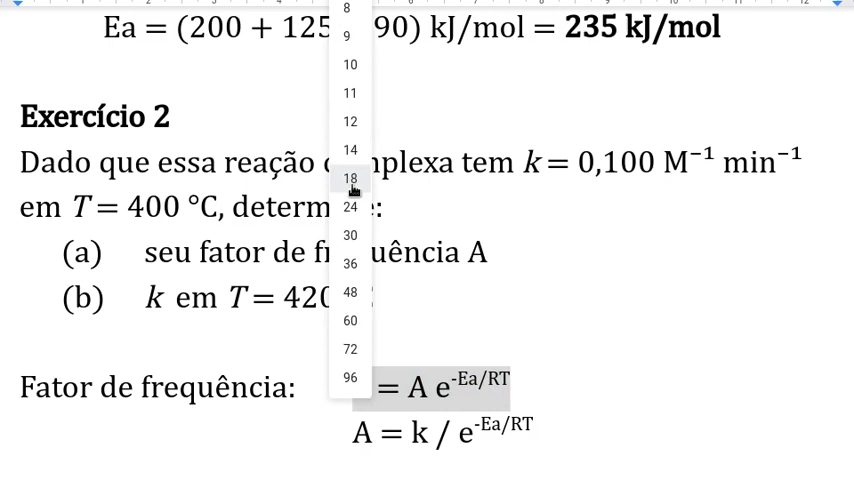 Ea = (200 + 125 90) kJ/mol = 235 kJ/mol
8
9
10
11
12
14
18
24
30
36
48
60
72
96
Exercício 2
Dado que essa reação mplexa tem k = 0,100 M⁻¹ min⁻¹
em T = 400 °C, determ e:
(a) seu fator de fr uência A
(b) k em T = 420
Fator de frequência: = A e^-Ea/RT
A = k / e^-Ea/RT